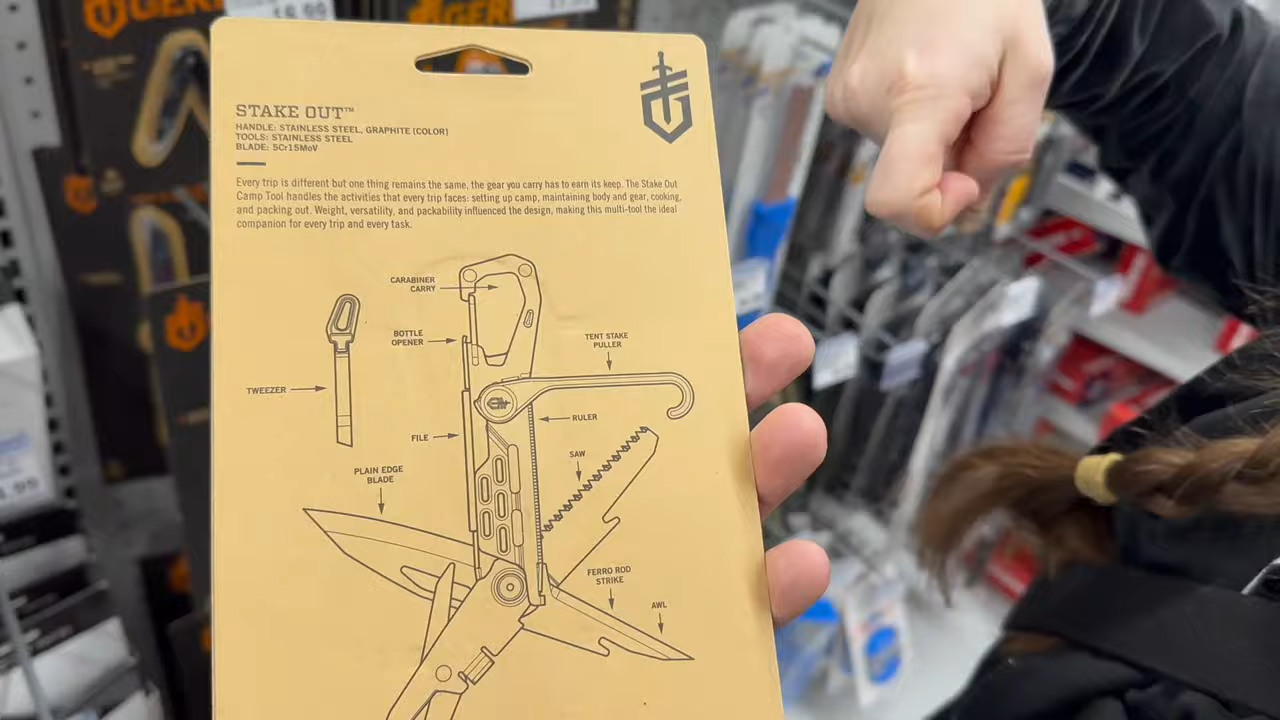 STAKE OUT™
HANDLE: STAINLESS STEEL, GRAPHITE [COLOR]
TOOLS: STAINLESS STEEL
BLADE: 5Cr15MoV
Every trip is different but one thing remains the same, the gear you carry has to earn its keep. The Stake Out
Camp Tool handles the activities that every trip faces: setting up camp, maintaining body and gear, cooking,
and packing out. Weight, versatility, and packability influenced the design, making this multi-tool the ideal
companion for every trip and every task.
CARABINER
CARRY
BOTTLE
OPENER
TENT STAKE
PULLER
TWEEZER
RULER
FILE
SAW
PLAIN EDGE
BLADE
FERRO ROD
STRIKE
AWL